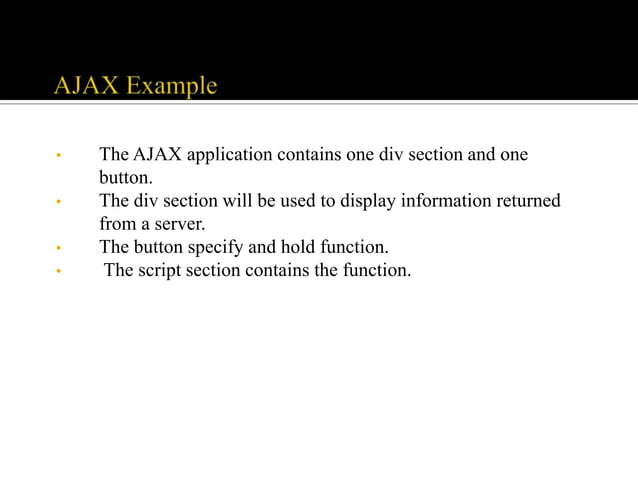 AJAX Example
• The AJAX application contains one div section and one
button.
• The div section will be used to display information returned
from a server.
• The button specify and hold function.
• The script section contains the function.